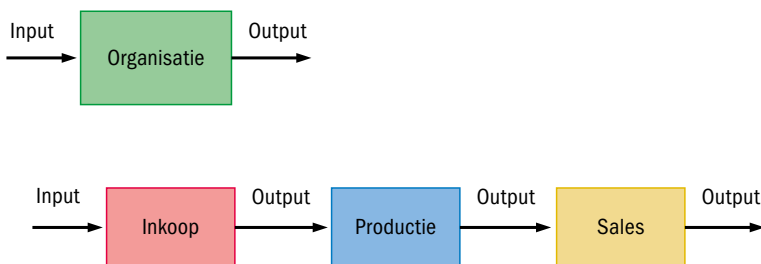 Input
Output
Organisatie
Input
Output
Output
Output
Inkoop
Productie
Sales